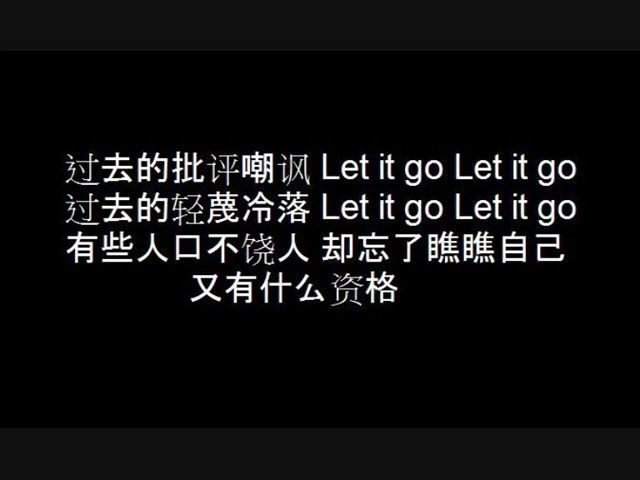 过去的批评嘲讽 Let it go Let it go
过去的轻蔑冷落 Let it go Let it go
有些人口不饶人 却忘了瞧瞧自己
又有什么资格